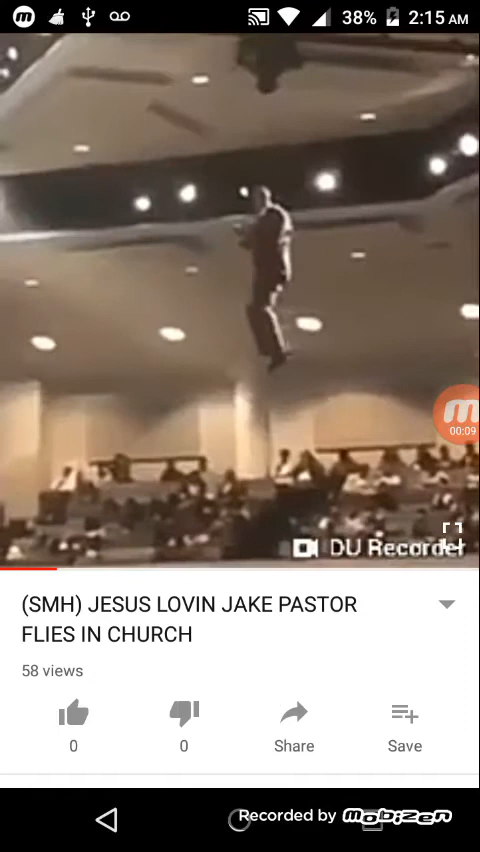 38% 2:15 AM
00:09
DU Recorder
(SMH) JESUS LOVIN JAKE PASTOR
FLIES IN CHURCH
58 views
0 0 Share Save
Recorded by Mobizen